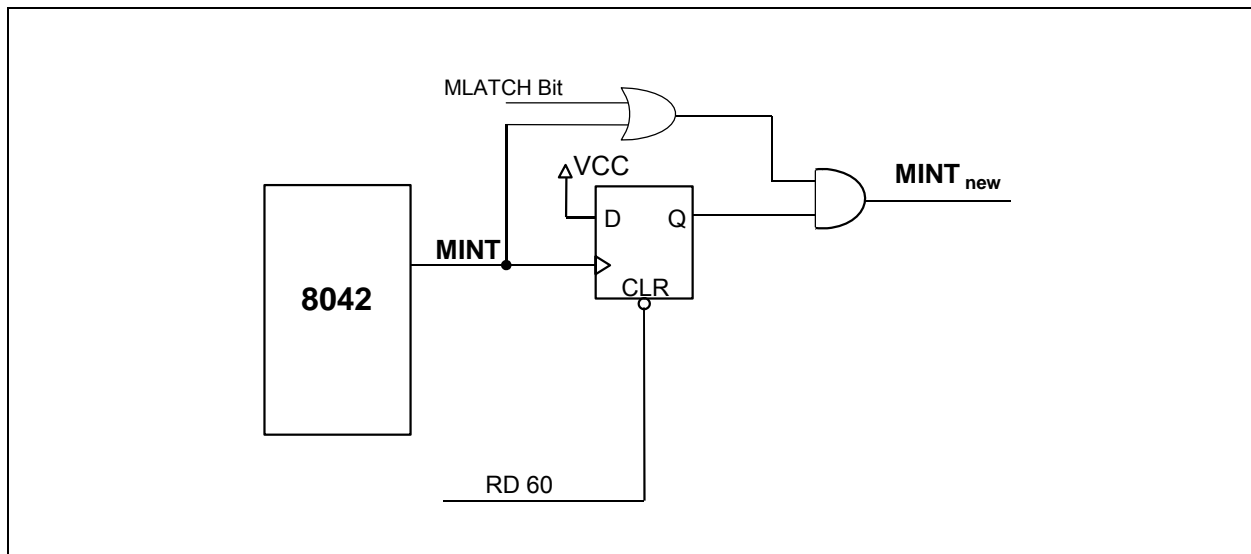 MLATCH Bit
VCC
MINT new
D Q
MINT
CLR
8042
RD 60